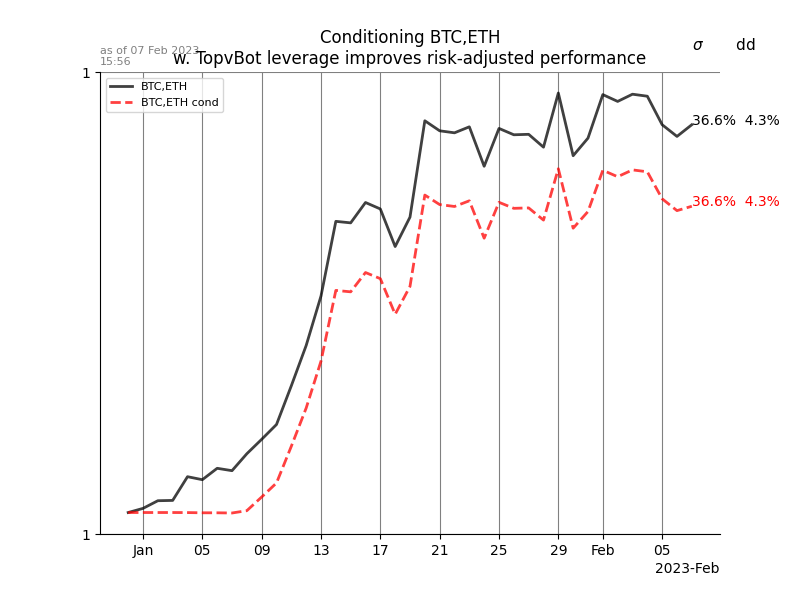 Conditioning BTC,ETH
w. TopvBot leverage improves risk-adjusted performance
as of 07 Feb 2023
15:56
σ dd
1
BTC,ETH
BTC,ETH cond
36.6% 4.3%
36.6% 4.3%
1
Jan 05 09 13 17 21 25 29 Feb 05
2023-Feb